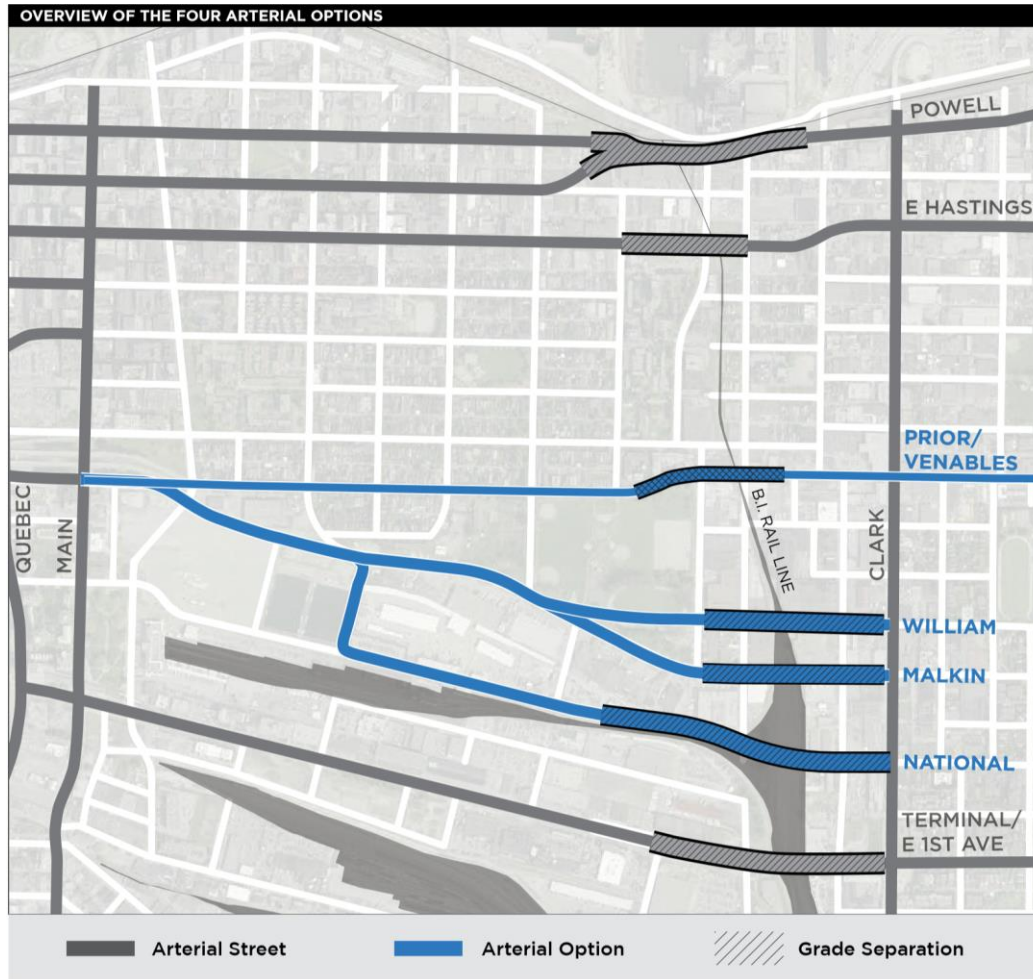 OVERVIEW OF THE FOUR ARTERIAL OPTIONS
POWELL
E HASTINGS
PRIOR/
VENABLES
QUEBEC
MAIN
B.I. RAIL LINE
CLARK
WILLIAM
MALKIN
NATIONAL
TERMINAL/
E 1ST AVE
Arterial Street
Arterial Option
Grade Separation